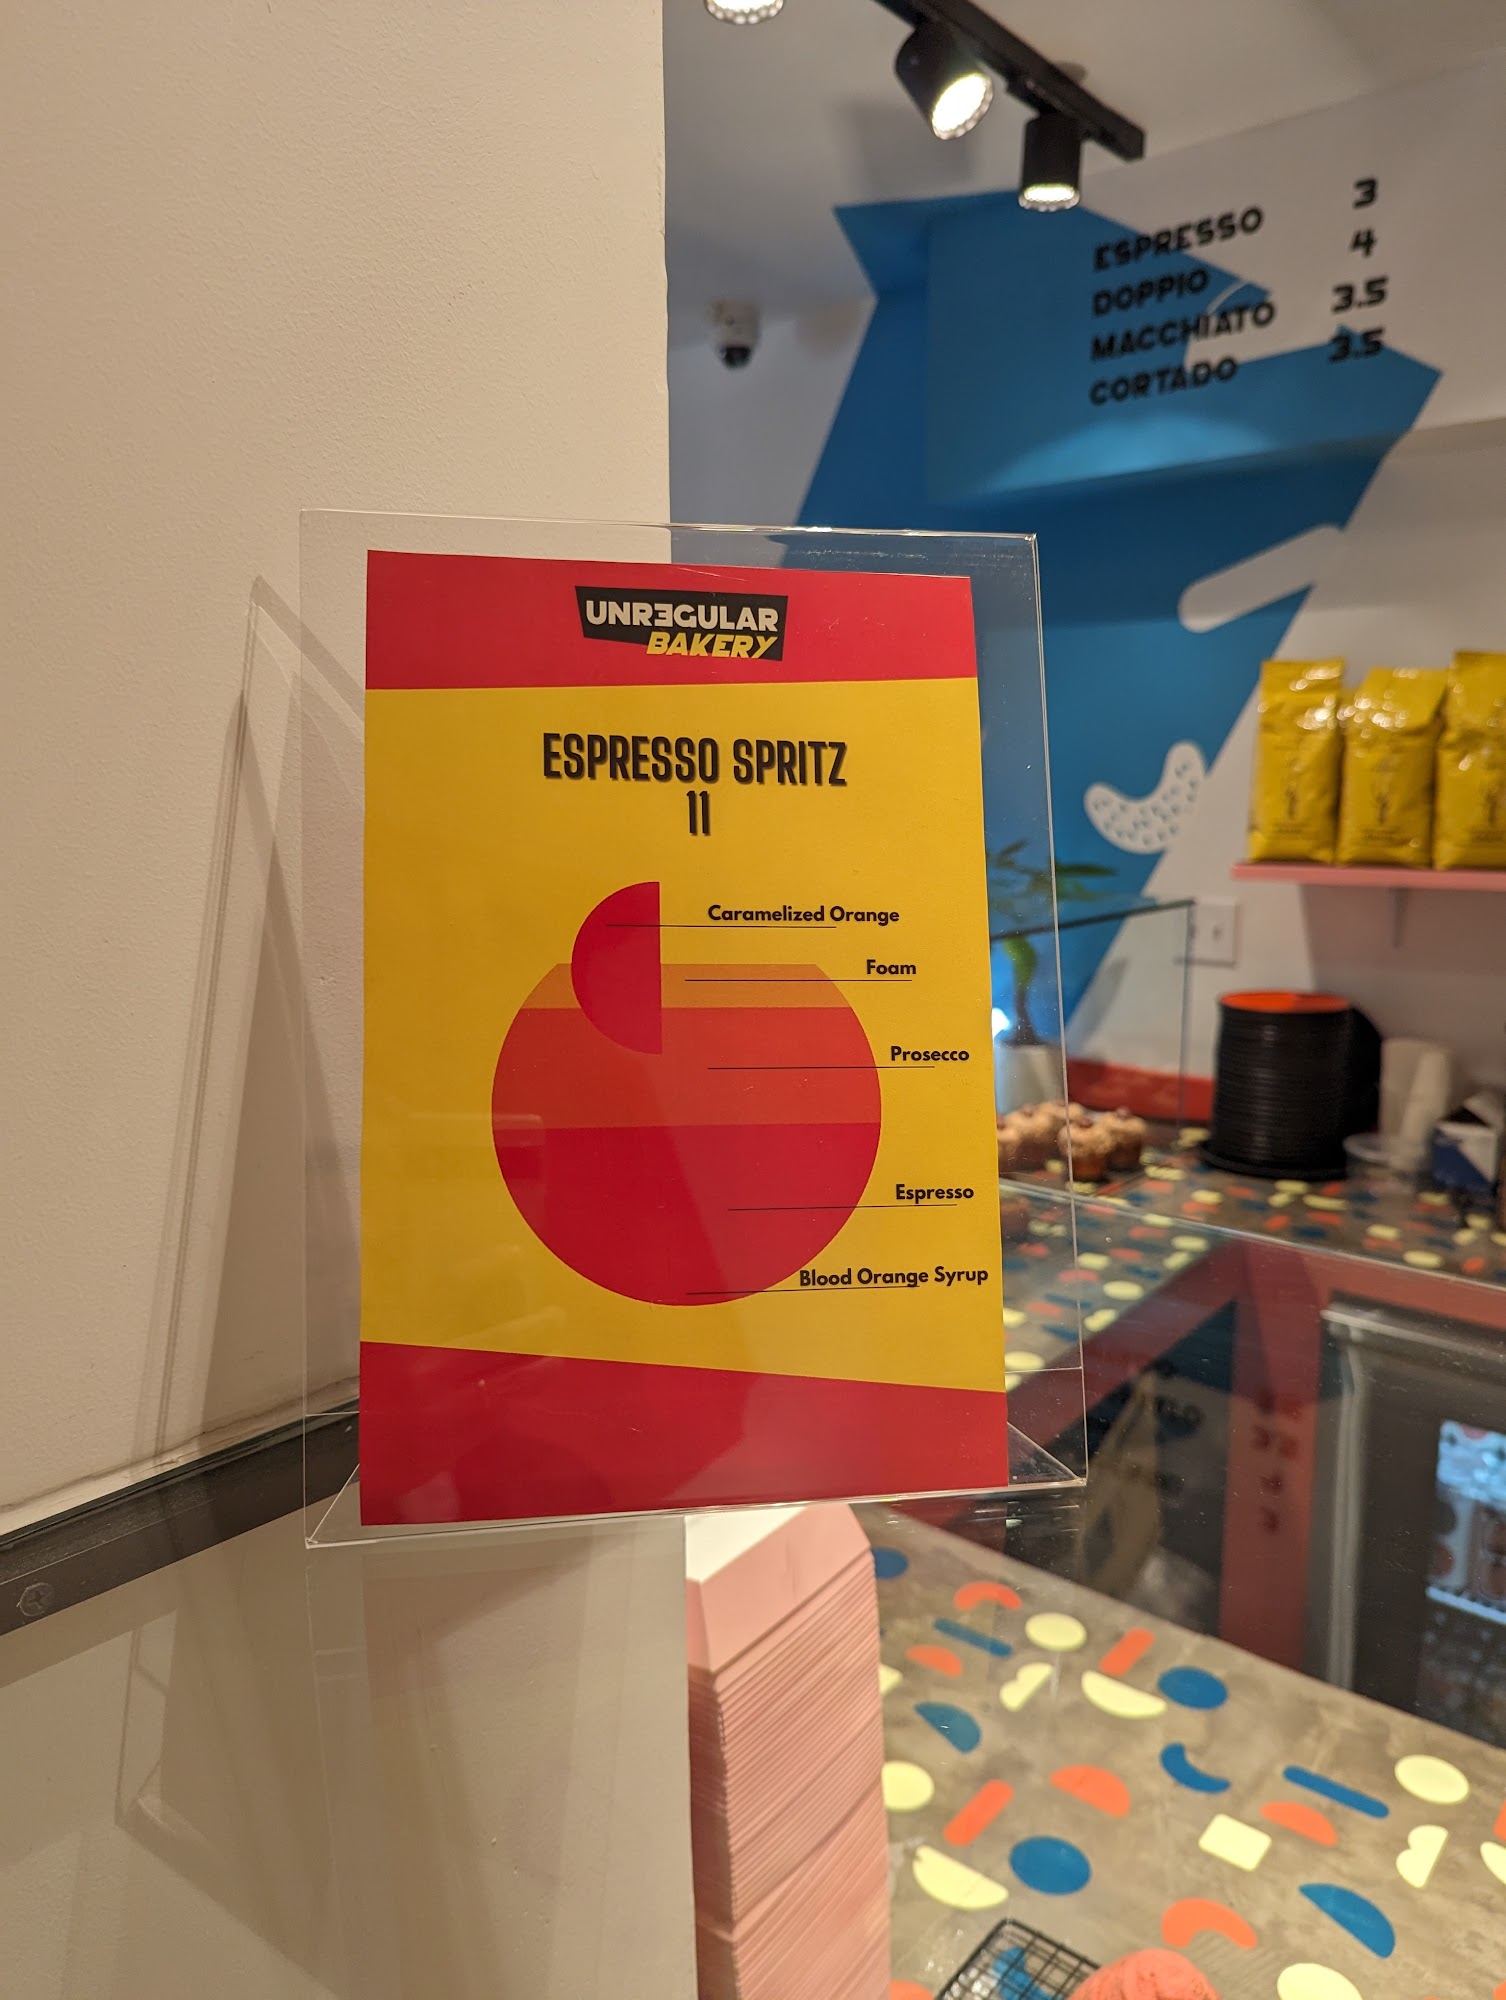 ESPRESSO 3
DOPPIO 4
MACCHIATO 3.5
CORTADO 3.5
UNRƎGULAR
BAKERY
ESPRESSO SPRITZ
11
Caramelized Orange
Foam
Prosecco
Espresso
Blood Orange Syrup